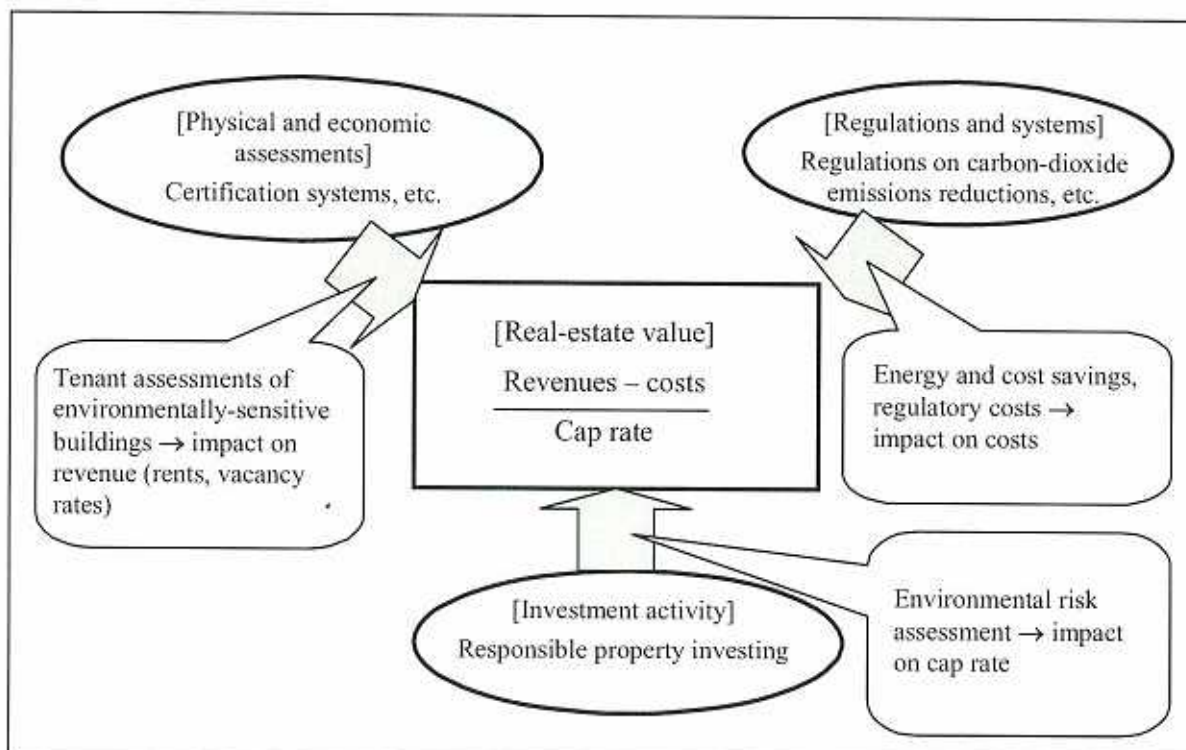 [Physical and economic
assessments]
Certification systems, etc.
[Regulations and systems]
Regulations on carbon-dioxide
emissions reductions, etc.
[Real-estate value]
Revenues – costs
Cap rate
Tenant assessments of
environmentally-sensitive
buildings → impact on
revenue (rents, vacancy
rates)
Energy and cost savings,
regulatory costs →
impact on costs
[Investment activity]
Responsible property investing
Environmental risk
assessment → impact
on cap rate